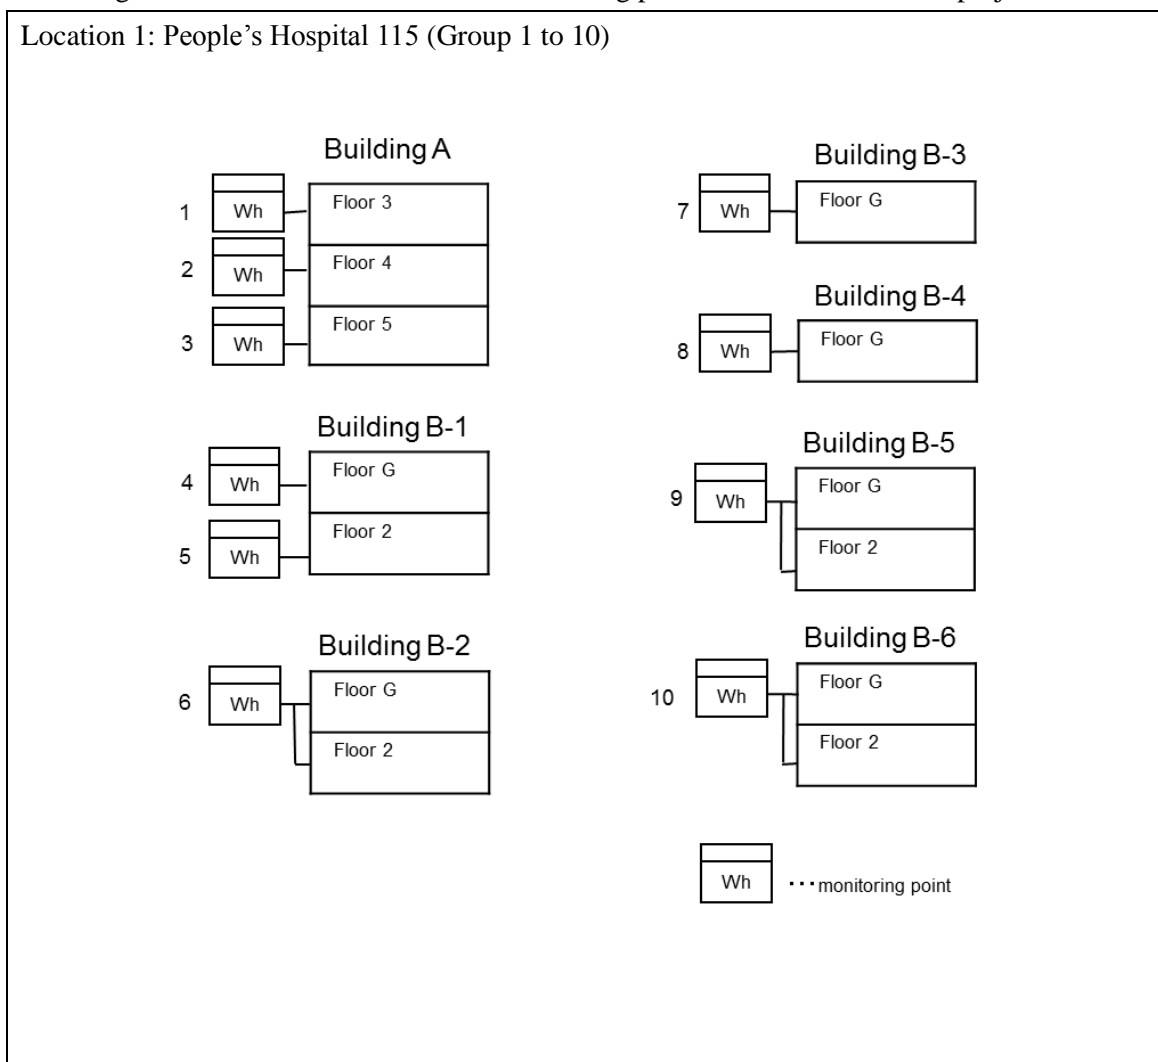 Location 1: People’s Hospital 115 (Group 1 to 10)
Building A
1 Wh Floor 3
2 Wh Floor 4
3 Wh Floor 5
Building B-1
4 Wh Floor G
5 Wh Floor 2
Building B-2
6 Wh Floor G
Floor 2
Building B-3
7 Wh Floor G
Building B-4
8 Wh Floor G
Building B-5
9 Wh Floor G
Floor 2
Building B-6
10 Wh Floor G
Floor 2
Wh ···monitoring point